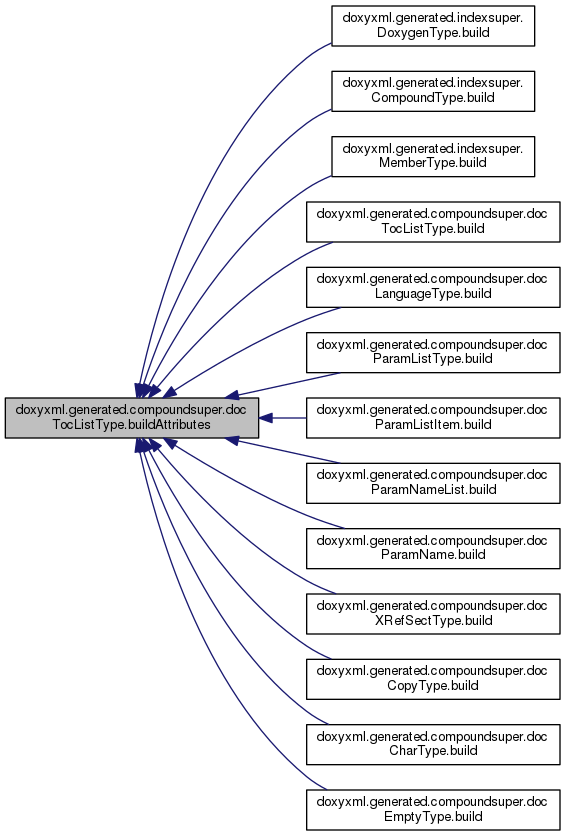 doxyxml.generated.indexsuper.
DoxygenType.build
doxyxml.generated.indexsuper.
CompoundType.build
doxyxml.generated.indexsuper.
MemberType.build
doxyxml.generated.compoundsuper.doc
TocListType.build
doxyxml.generated.compoundsuper.doc
LanguageType.build
doxyxml.generated.compoundsuper.doc
ParamListType.build
doxyxml.generated.compoundsuper.doc
TocListType.buildAttributes
doxyxml.generated.compoundsuper.doc
ParamListItem.build
doxyxml.generated.compoundsuper.doc
ParamNameList.build
doxyxml.generated.compoundsuper.doc
ParamName.build
doxyxml.generated.compoundsuper.doc
XRefSectType.build
doxyxml.generated.compoundsuper.doc
CopyType.build
doxyxml.generated.compoundsuper.doc
CharType.build
doxyxml.generated.compoundsuper.doc
EmptyType.build